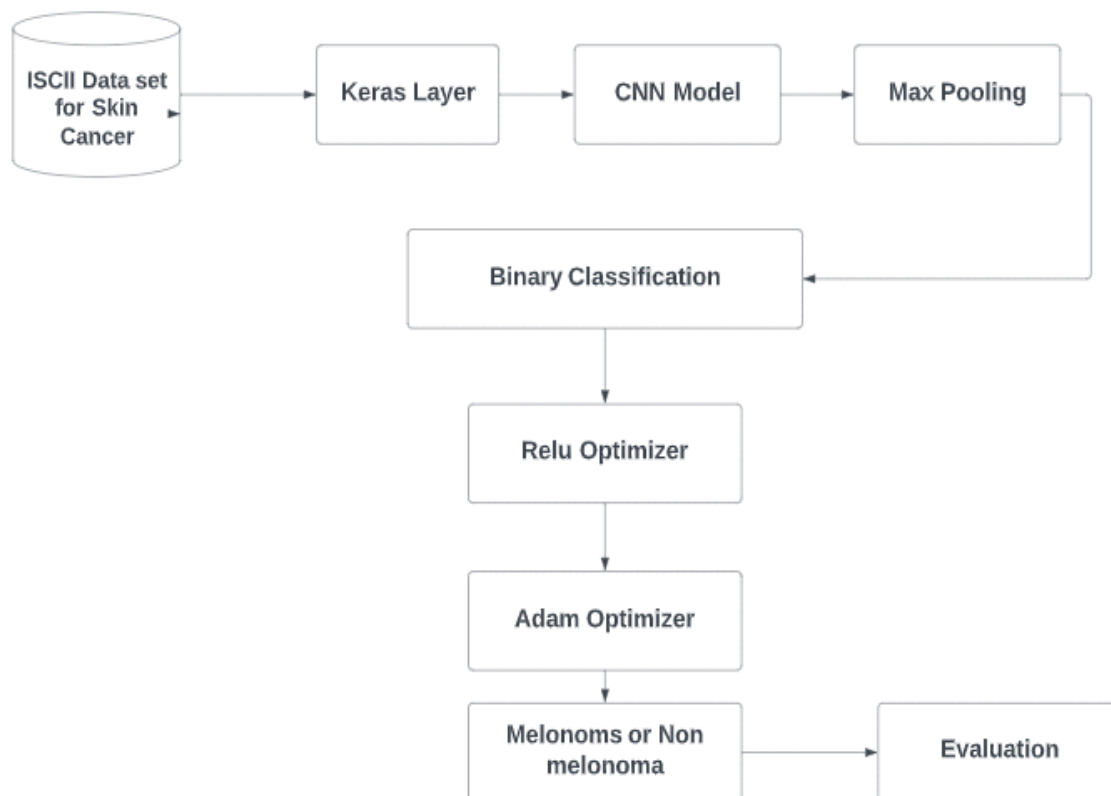 ISCII Data set
for Skin
Cancer
Keras Layer
CNN Model
Max Pooling
Binary Classification
Relu Optimizer
Adam Optimizer
Melonoms or Non
melonoma
Evaluation